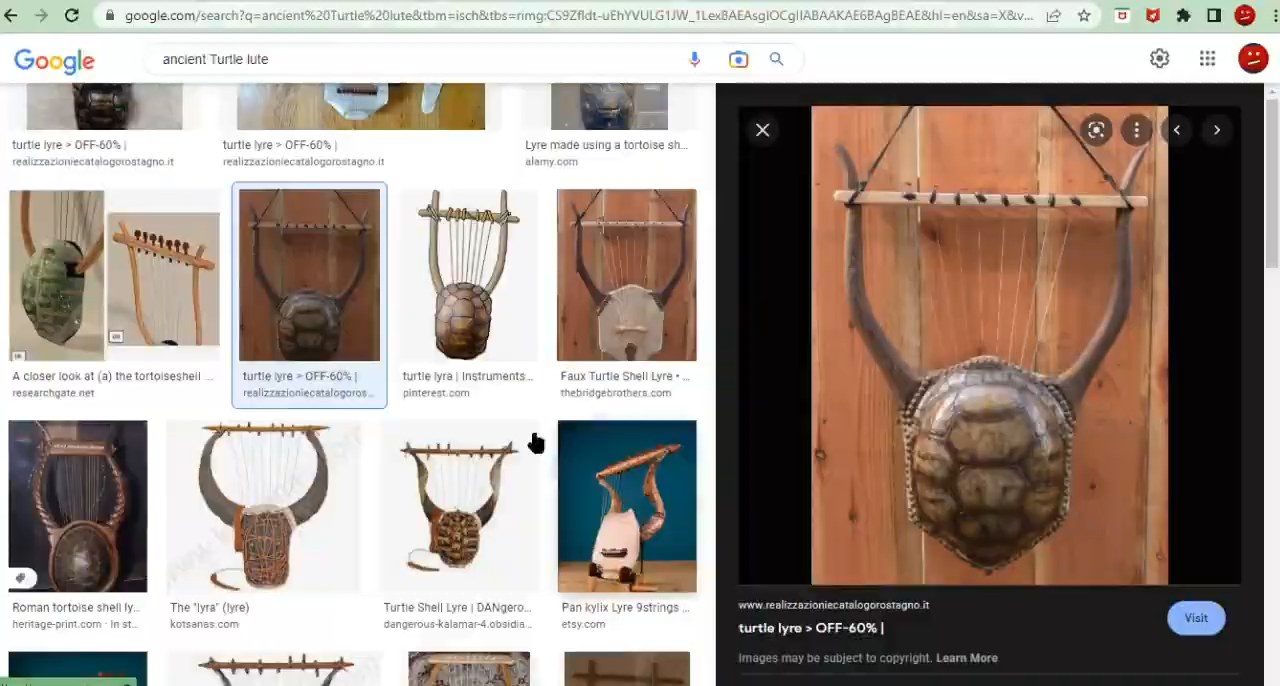 google.com/search?q=ancient%20Turtle%20lute&tbm=isch&tbs=rimg:CS9Zfldt-uEhYVULG1JW_1Lex8AEAsgIOCgIIABAAKAE6BAgBEAE&hl=en&sa=X&v...
Google
ancient Turtle lute
turtle lyre > OFF-60% |
realizzazioniecatalogorostagno.it
turtle lyre > OFF-60% |
realizzazioniecatalogorostagno.it
Lyre made using a tortoise sh...
alamy.com
A closer look at (a) the tortoiseshell ...
researchgate.net
turtle lyre > OFF-60% |
realizzazioniecatalogoros...
turtle lyra | Instruments...
pinterest.com
Faux Turtle Shell Lyre • ...
thebridgebrothers.com
Roman tortoise shell ly...
heritage-print.com · In st...
The "lyra" (lyre)
kotsanas.com
Turtle Shell Lyre | DANgero...
dangerous-kalamar-4.obsidia...
Pan kylix Lyre 9strings ...
etsy.com
www.realizzazioniecatalogorostagno.it
turtle lyre > OFF-60% |
Visit
Images may be subject to copyright. Learn More